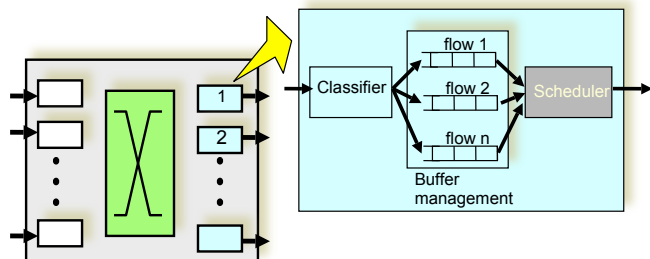 1
2
flow 1
Classifier
flow 2
Scheduler
flow n
Buffer
management